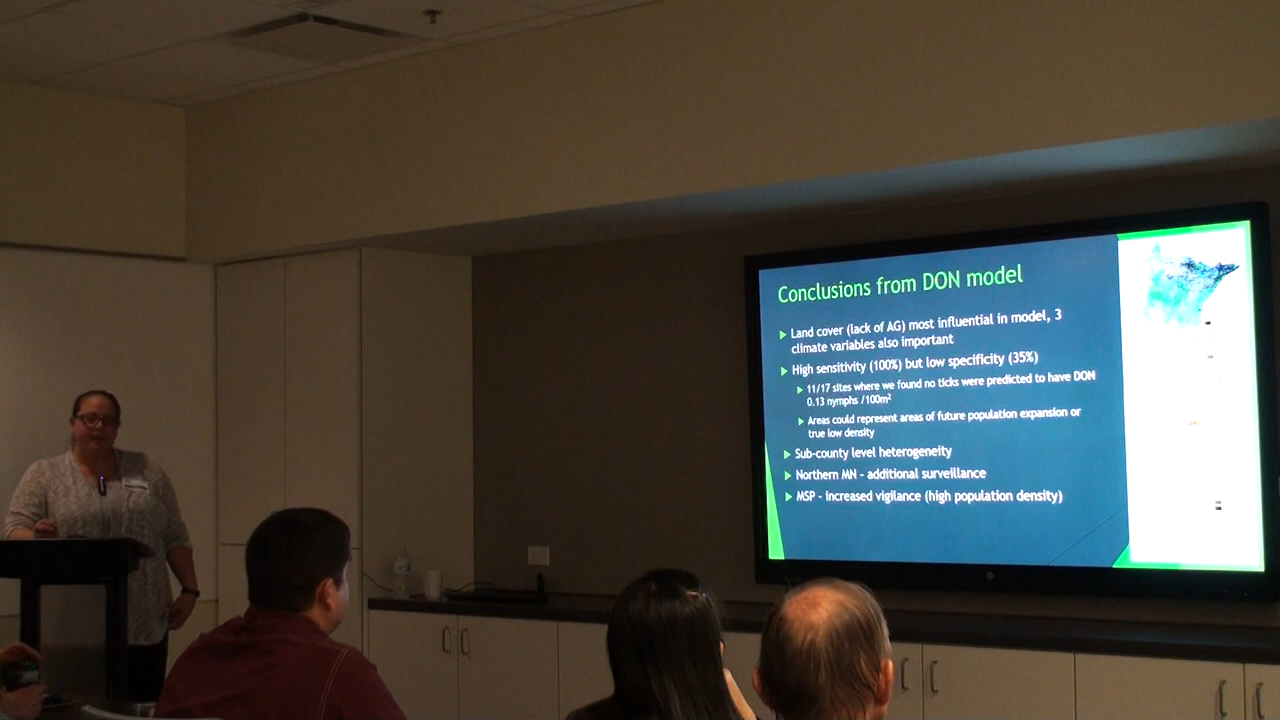 Conclusions from DON model
Land cover (lack of AG) most influential in model, 3
climate variables also important
High sensitivity (100%) but low specificity (35%)
11/17 sites where we found no ticks were predicted to have DON
0.13 nymphs /100m²
Areas could represent areas of future population expansion or
true low density
Sub-county level heterogeneity
Northern MN - additional surveillance
MSP - increased vigilance (high population density)